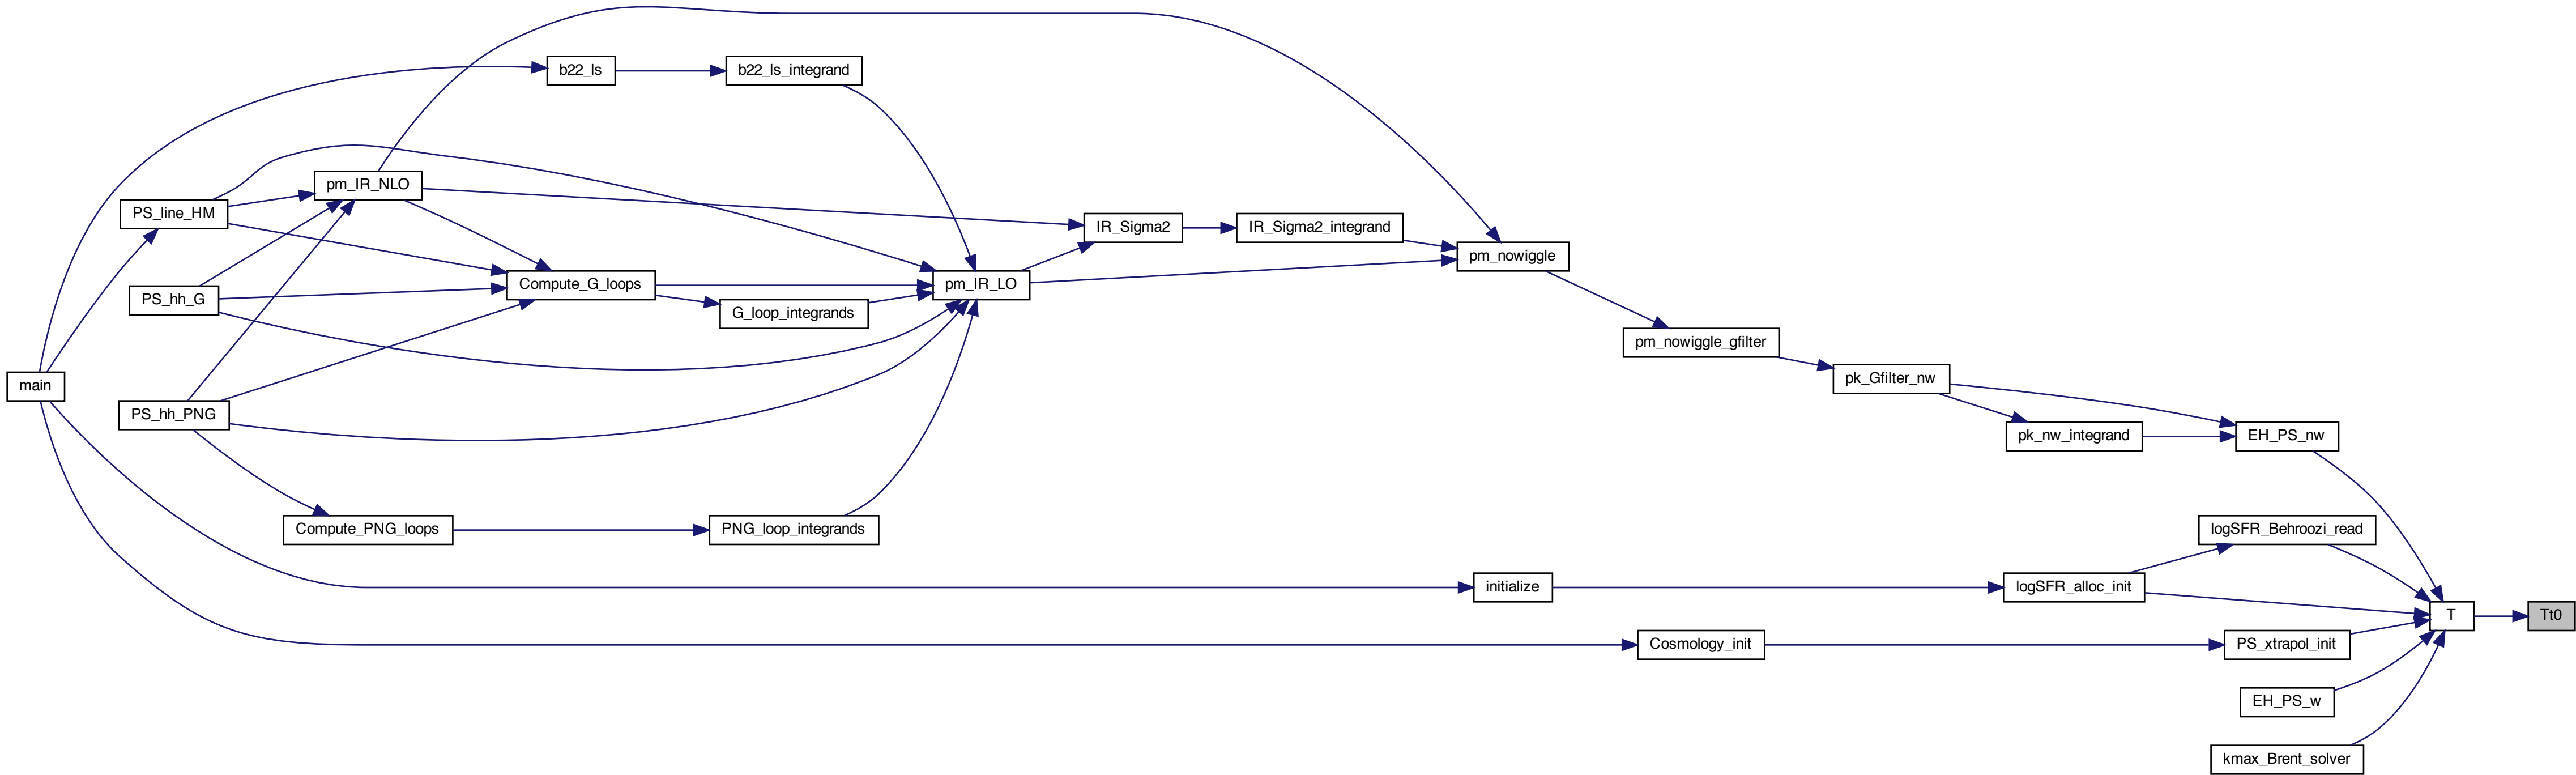 b22_ls
b22_ls_integrand
pm_IR_NLO
PS_line_HM
IR_Sigma2
IR_Sigma2_integrand
pm_nowiggle
Compute_G_loops
pm_IR_LO
PS_hh_G
G_loop_integrands
pm_nowiggle_gfilter
main
pk_Gfilter_nw
PS_hh_PNG
pk_nw_integrand
EH_PS_nw
Compute_PNG_loops
PNG_loop_integrands
logSFR_Behroozi_read
initialize
logSFR_alloc_init
T
Tt0
Cosmology_init
PS_xtrapol_init
EH_PS_w
kmax_Brent_solver